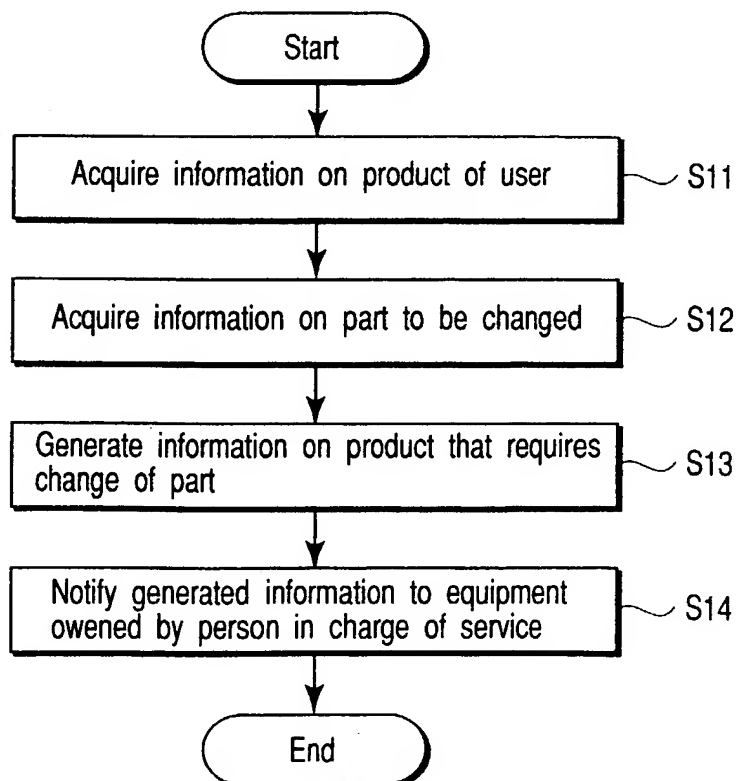 Start
Acquire information on product of user
S11
Acquire information on part to be changed
S12
Generate information on product that requires
change of part
S13
Notify generated information to equipment
owened by person in charge of service
S14
End